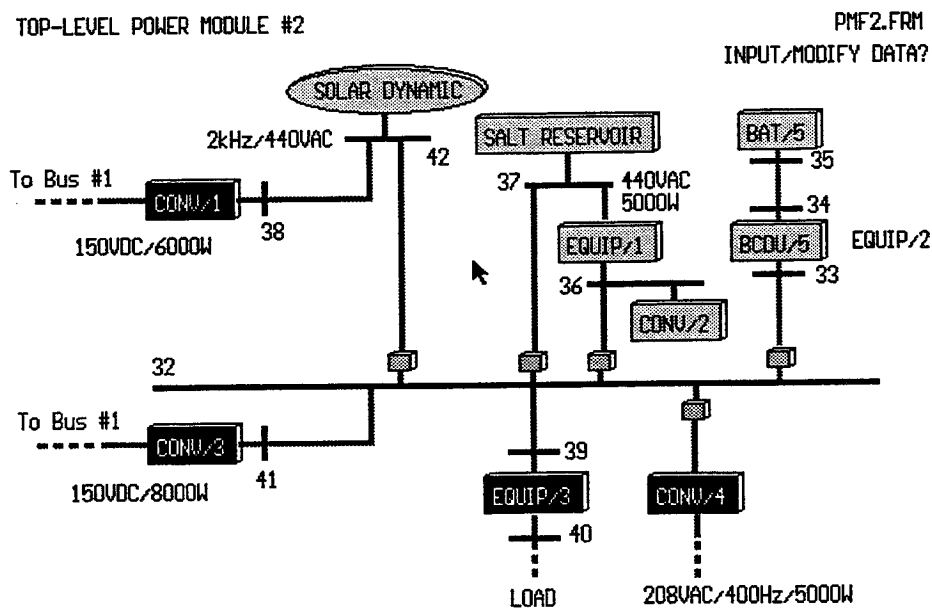 TOP-LEVEL POWER MODULE #2
PMF2.FRM
INPUT/MODIFY DATA?
SOLAR DYNAMIC
2kHz/440VAC
42
SALT RESERVOIR
BAT/5
35
To Bus #1
CONV/1
38
150VDC/6000W
37
440VAC
5000W
34
EQUIP/1
BCDU/5
EQUIP/2
36
33
CONV/2
32
To Bus #1
CONV/3
41
150VDC/8000W
39
EQUIP/3
CONV/4
40
LOAD
208VAC/400Hz/5000W